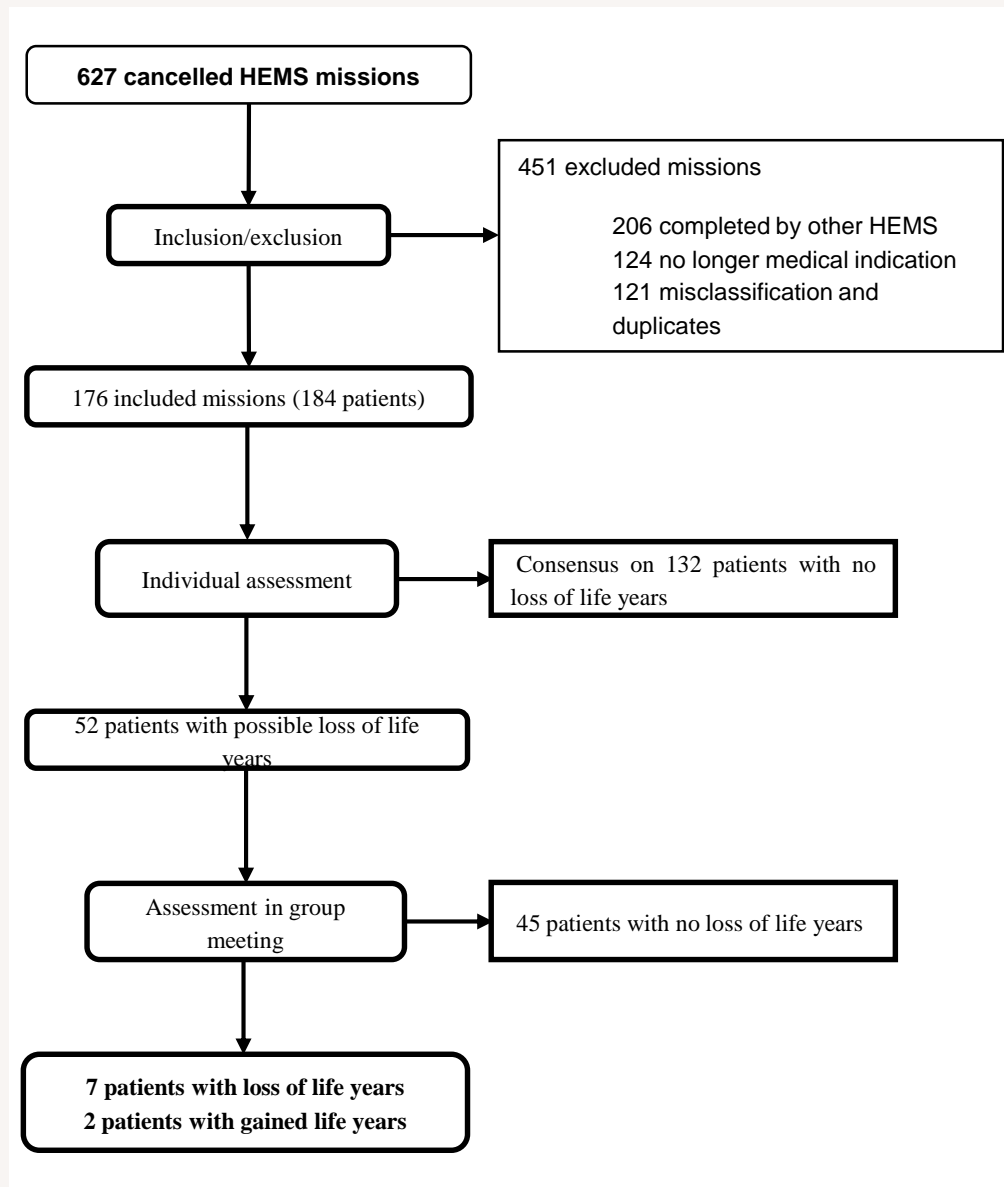 627 cancelled HEMS missions
451 excluded missions
206 completed by other HEMS
124 no longer medical indication
121 misclassification and
duplicates
Inclusion/exclusion
176 included missions (184 patients)
Individual assessment
Consensus on 132 patients with no
loss of life years
52 patients with possible loss of life
years
Assessment in group
meeting
45 patients with no loss of life years
7 patients with loss of life years
2 patients with gained life years